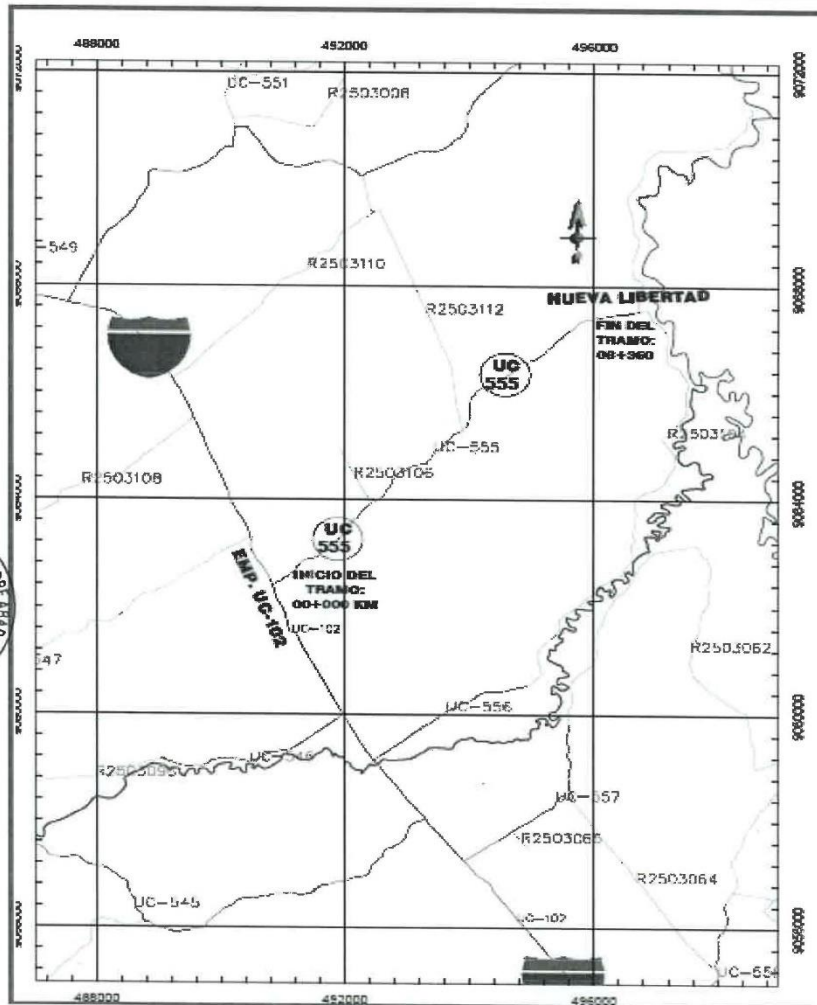 488000 492000 496000
9072000
UC-551
R2503008
-549
R2503110
9068000
R2503112
NUEVA LIBERTAD
FIN DEL
TRAMO:
08+360
UC
555
UC-555
R2503106
R2503108
9064000
UC
555
EMP. UC-102
INICIO DEL
TRAMO:
00+000 KM
UC-102
547
R2503062
9060000
UC-556
UC-546
UC-557
R2503065
R2503064
UC-545
UC-102
488000 492000 496000